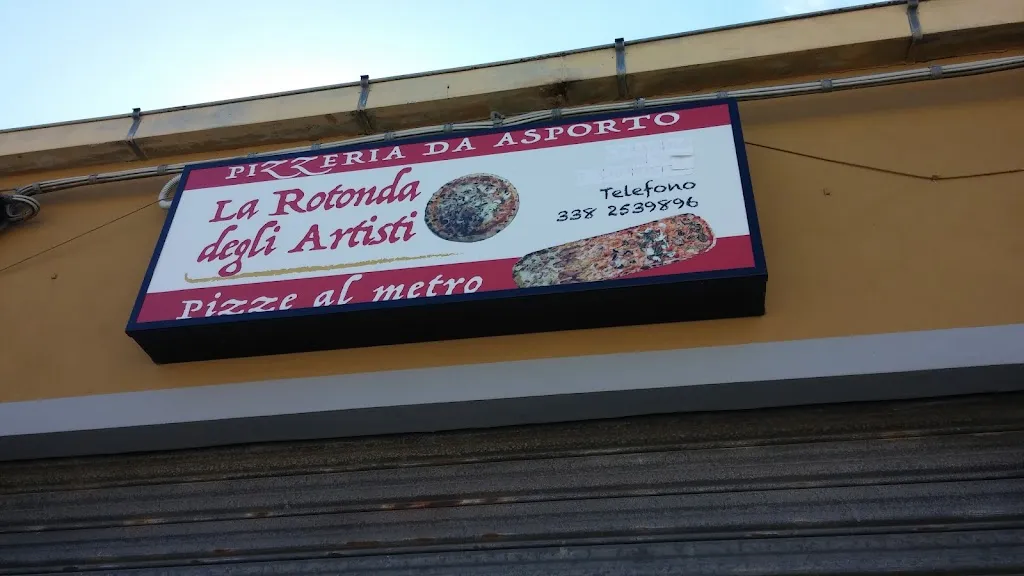 PIZZERIA DA ASPORTO
La Rotonda
degli Artisti
Telefono
338 2539896
Pizze al metro